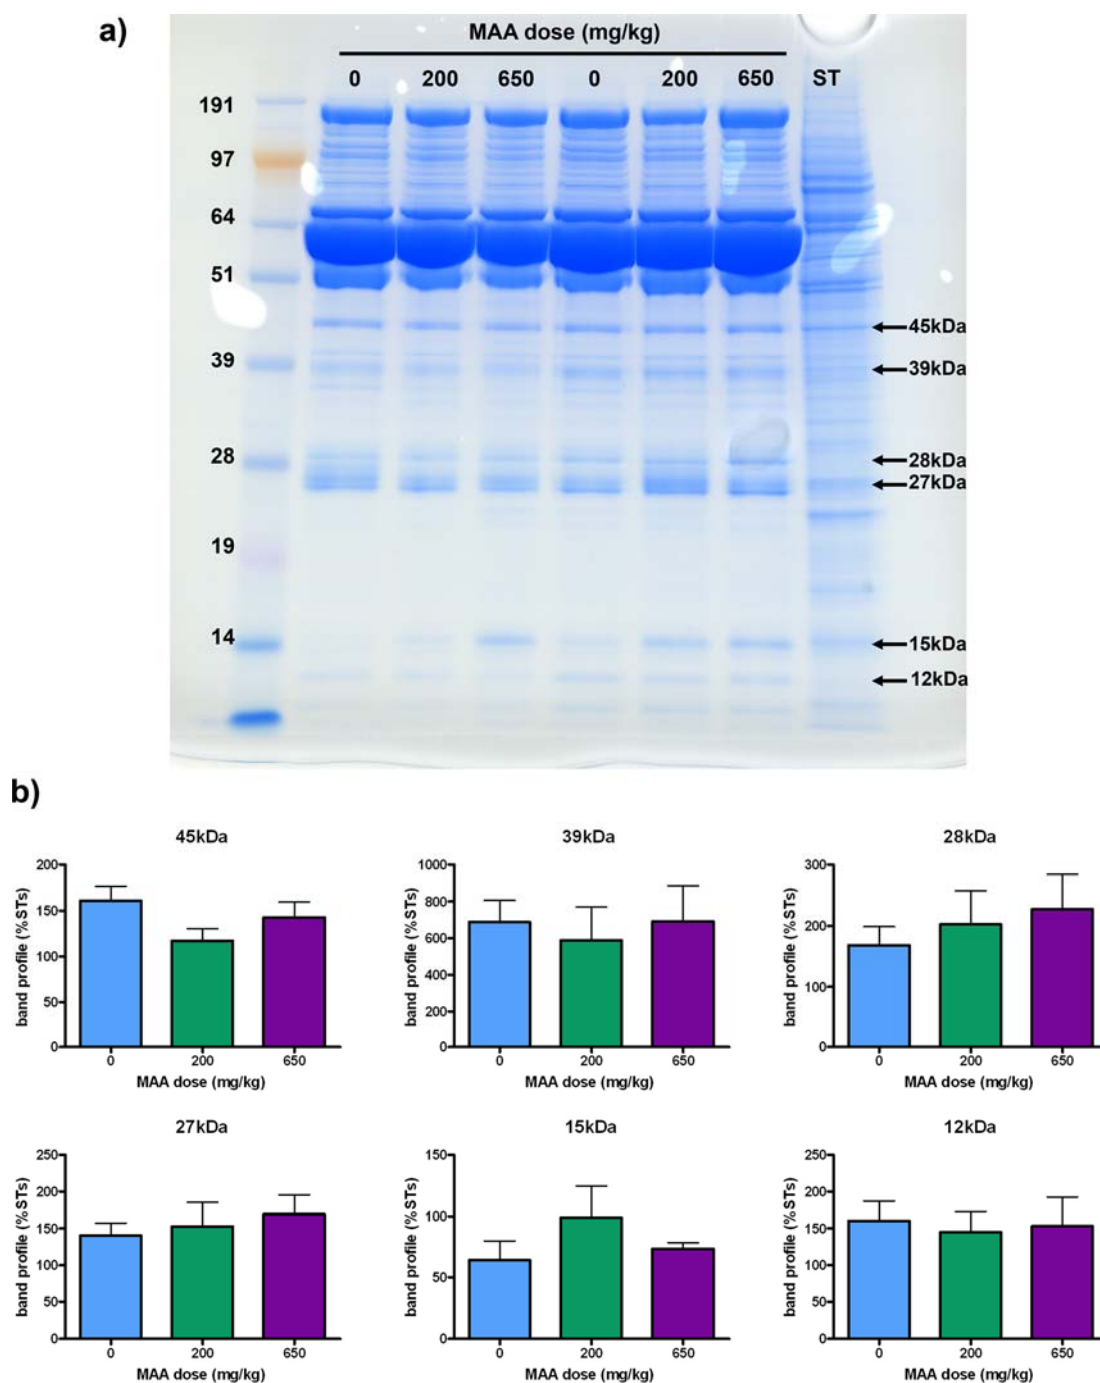 a)
MAA dose (mg/kg)
0 200 650 0 200 650 ST
191
97
64
51
45kDa
39
39kDa
28
28kDa
27kDa
19
14
15kDa
12kDa
b)
45kDa
200
150
100
50
0
band profile (%STs)
0 200 650
MAA dose (mg/kg)
39kDa
1000
800
600
400
200
0
band profile (%STs)
0 200 650
MAA dose (mg/kg)
28kDa
300
200
100
0
band profile (%STs)
0 200 650
MAA dose (mg/kg)
27kDa
250
200
150
100
50
0
band profile (%STs)
0 200 650
MAA dose (mg/kg)
15kDa
150
100
50
0
band profile (%STs)
0 200 650
MAA dose (mg/kg)
12kDa
250
200
150
100
50
0
band profile (%STs)
0 200 650
MAA dose (mg/kg)